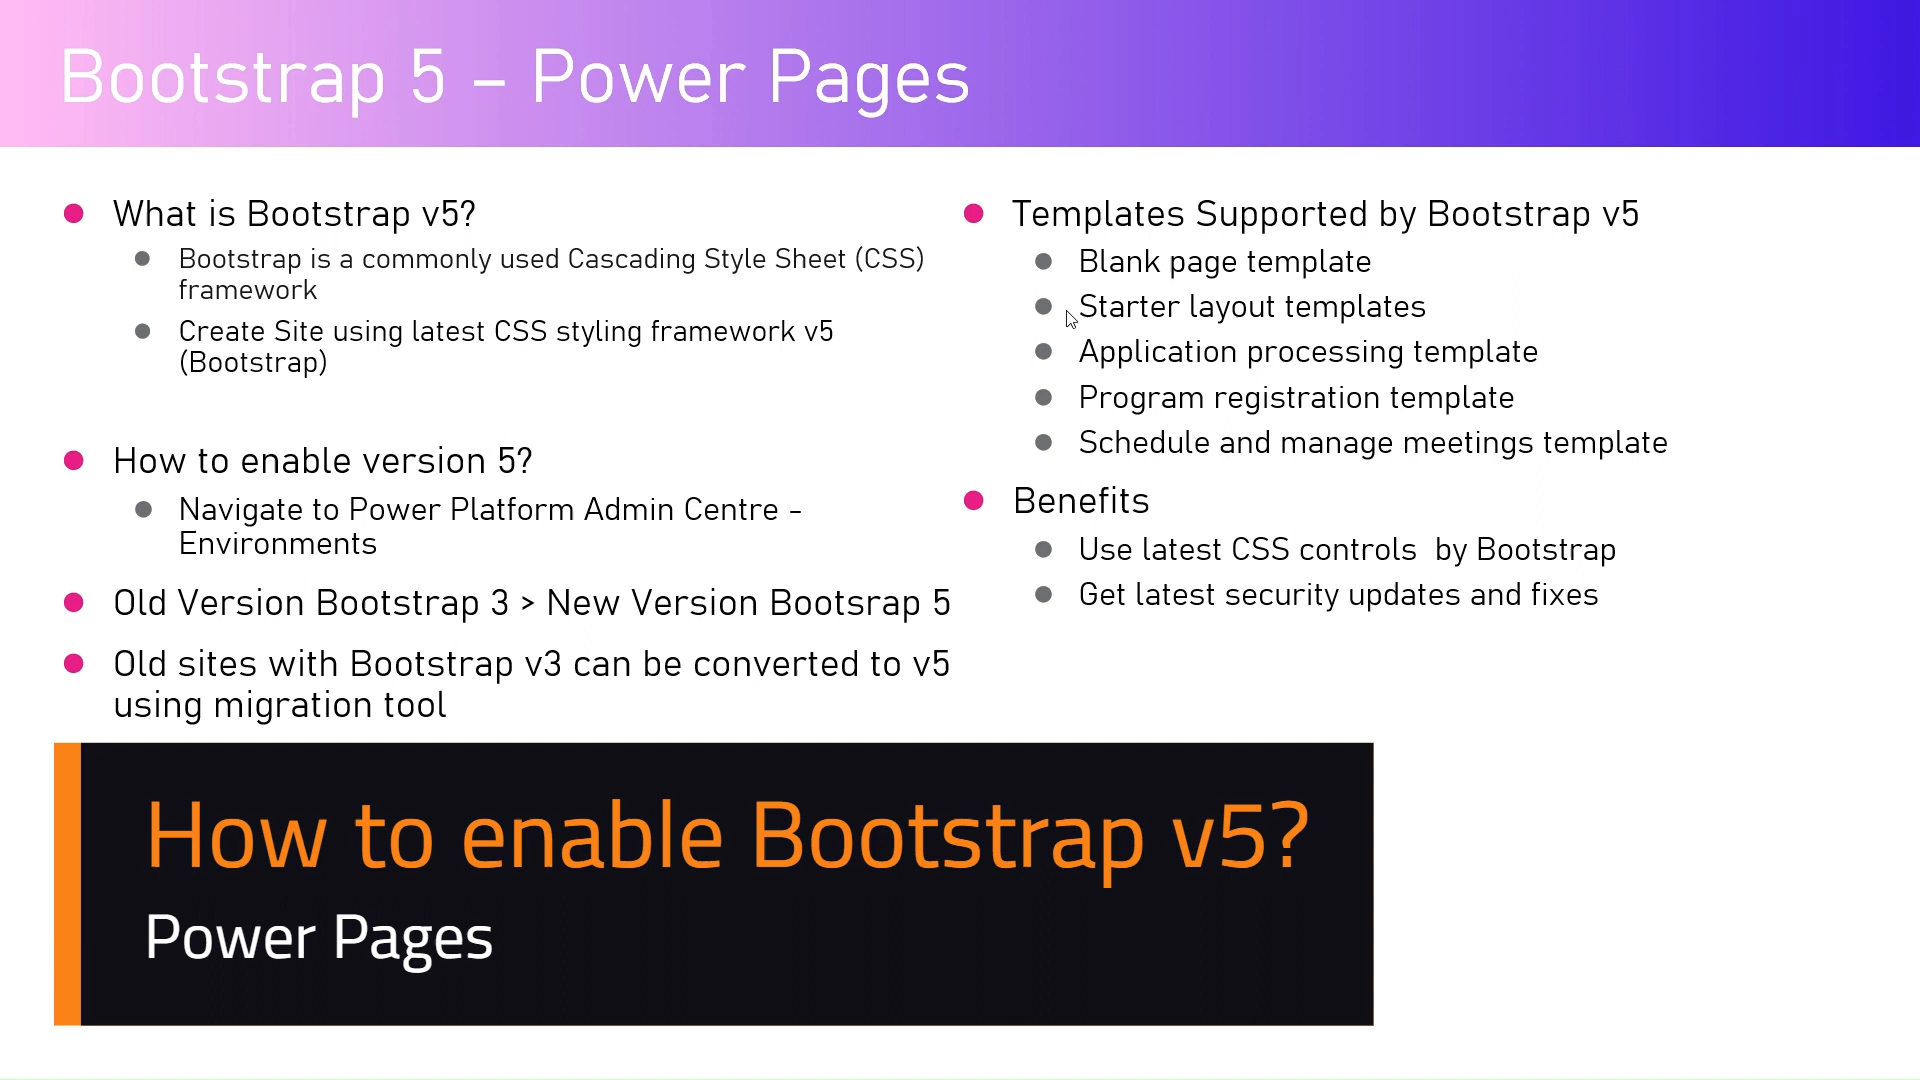 Bootstrap 5 – Power Pages
What is Bootstrap v5?
Bootstrap is a commonly used Cascading Style Sheet (CSS)
framework
Create Site using latest CSS styling framework v5
(Bootstrap)
How to enable version 5?
Navigate to Power Platform Admin Centre -
Environments
Old Version Bootstrap 3 > New Version Bootsrap 5
Old sites with Bootstrap v3 can be converted to v5
using migration tool
Templates Supported by Bootstrap v5
Blank page template
Starter layout templates
Application processing template
Program registration template
Schedule and manage meetings template
Benefits
Use latest CSS controls  by Bootstrap
Get latest security updates and fixes
How to enable Bootstrap v5?
Power Pages